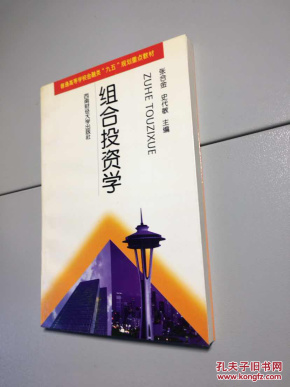 普通高等学校金融类“九五”规划重点教材
张合金 史代敏 主编
ZUHE TOUZIXUE
组合投资学
西南财经大学出版社
孔夫子旧书网